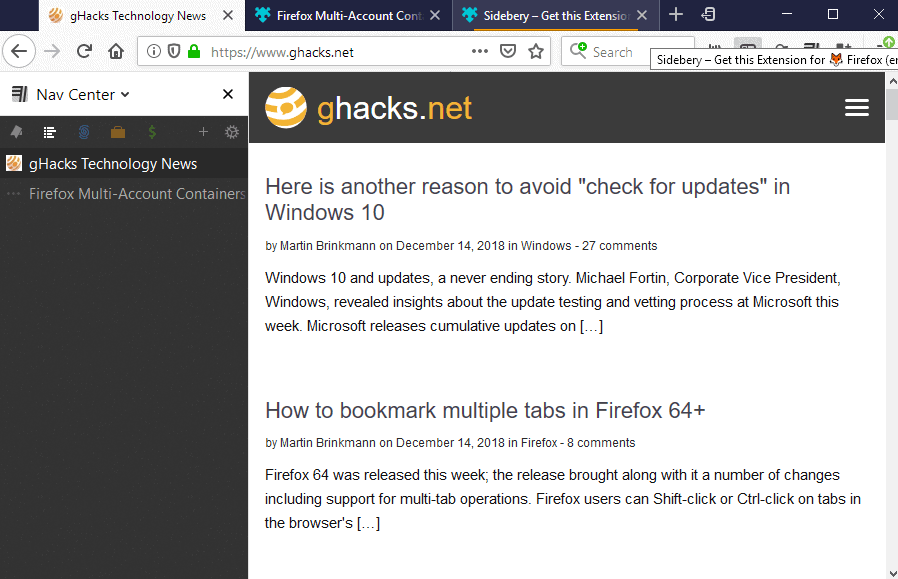 gHacks Technology News
Firefox Multi-Account Cont
Sidebery – Get this Extension
https://www.ghacks.net
Search
Sidebery – Get this Extension for 🦊 Firefox (en
Nav Center
ghacks.net
gHacks Technology News
Firefox Multi-Account Containers
Here is another reason to avoid "check for updates" in
Windows 10
by Martin Brinkmann on December 14, 2018 in Windows - 27 comments
Windows 10 and updates, a never ending story. Michael Fortin, Corporate Vice President,
Windows, revealed insights about the update testing and vetting process at Microsoft this
week. Microsoft releases cumulative updates on […]
How to bookmark multiple tabs in Firefox 64+
by Martin Brinkmann on December 14, 2018 in Firefox - 8 comments
Firefox 64 was released this week; the release brought along with it a number of changes
including support for multi-tab operations. Firefox users can Shift-click or Ctrl-click on tabs in
the browser's […]